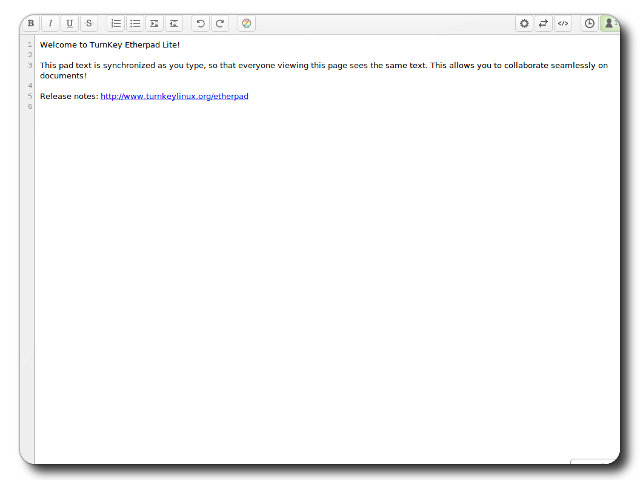 B I U S </>
1 Welcome to TurnKey Etherpad Lite!
2
3 This pad text is synchronized as you type, so that everyone viewing this page sees the same text. This allows you to collaborate seamlessly on
documents!
4
5 Release notes: http://www.turnkeylinux.org/etherpad
6